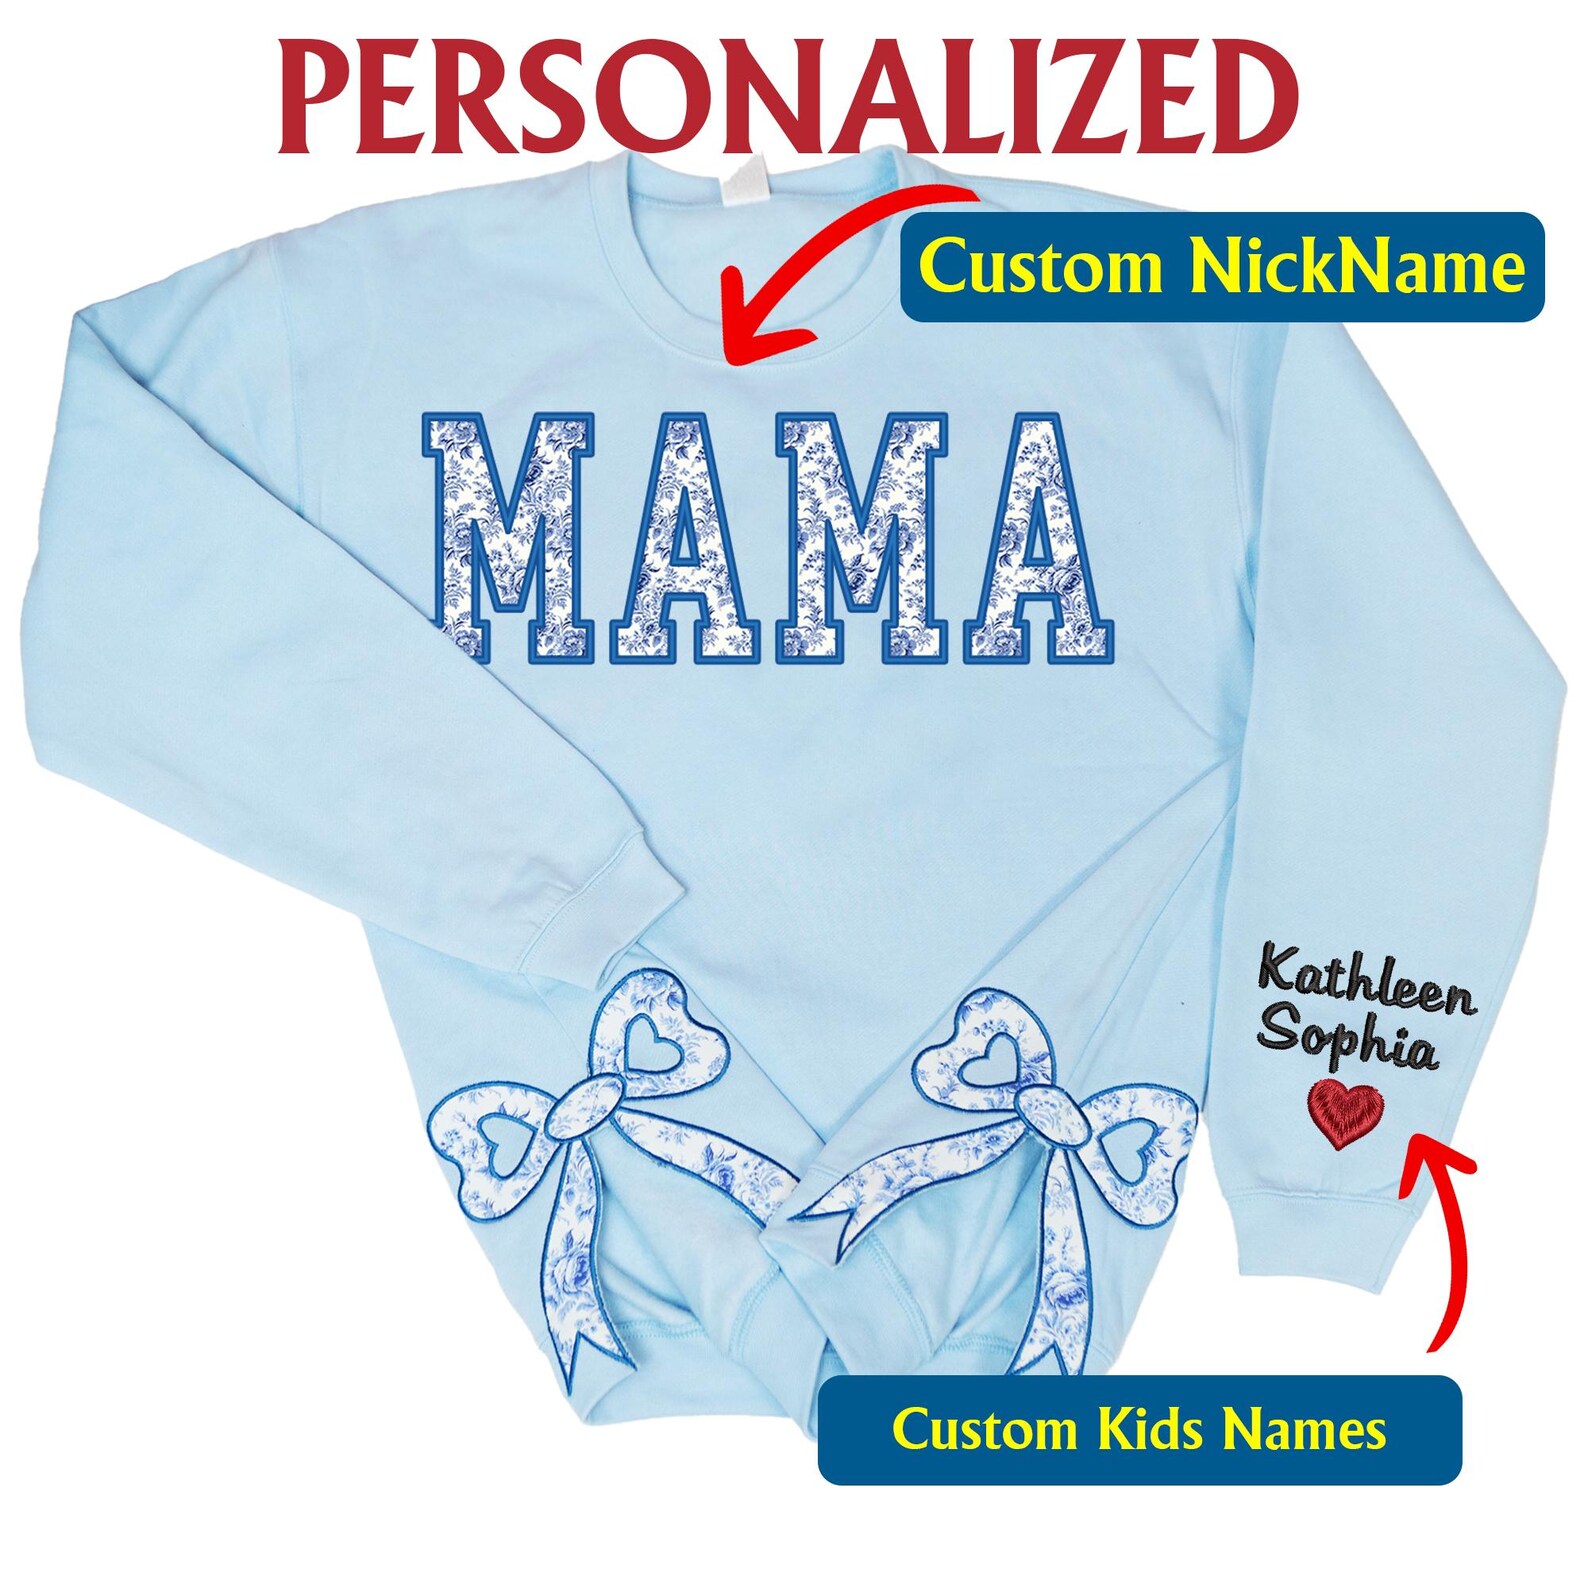 PERSONALIZED
Custom NickName
MAMA
Kathleen
Sophia
Custom Kids Names